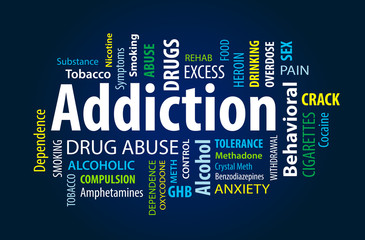 Substance
Nicotine
Symptoms
Smoking
ABUSE
DRUGS
REHAB
FOOD
HEROIN
DRINKING
OVERDOSE
SEX
Tobacco
EXCESS
PAIN
Addiction
Behavioral
CRACK
CIGARETTES
Cocaine
Dependence
SMOKING
DRUG ABUSE
TOLERANCE
Methadone
Crystal Meth
Benzodiazepines
WITHDRAWAL
TOBACCO
ALCOHOLIC
COMPULSION
Amphetamines
DEPENDENCE
OXYCODONE
METH
CONTROL
GHB
Alcohol
ANXIETY